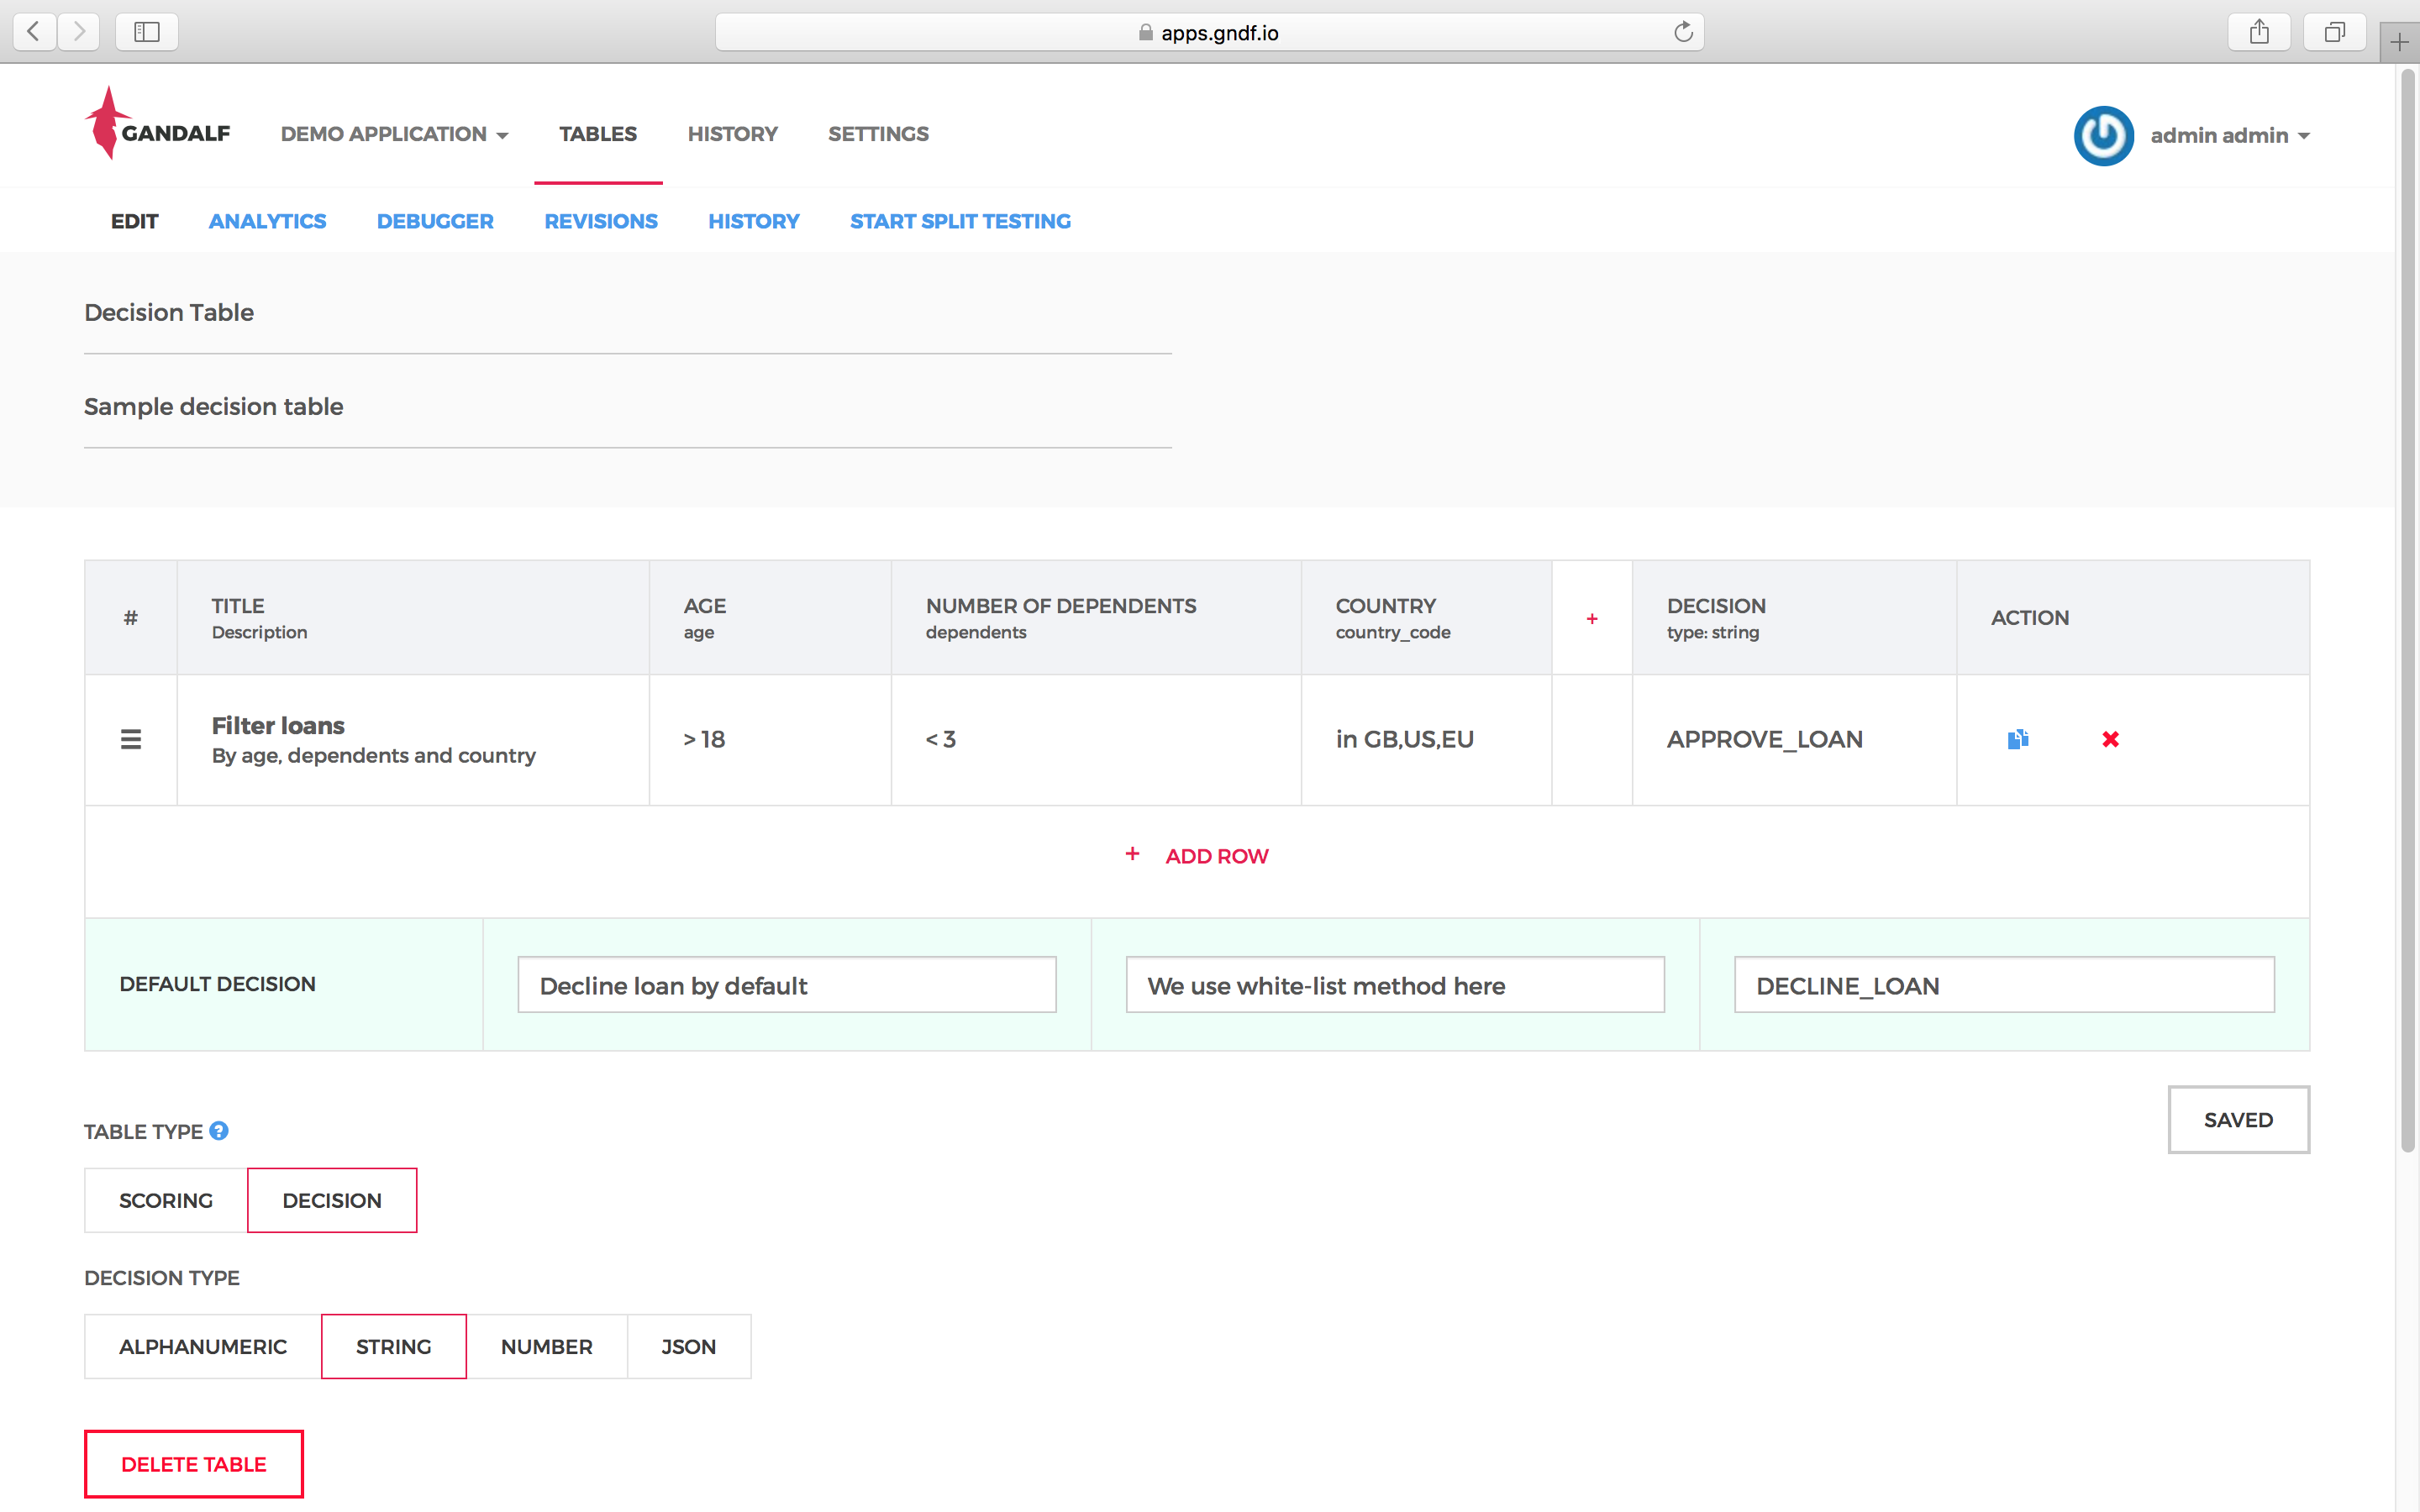 apps.gndf.io
GANDALF DEMO APPLICATION TABLES HISTORY SETTINGS admin admin
EDIT ANALYTICS DEBUGGER REVISIONS HISTORY START SPLIT TESTING
Decision Table
Sample decision table
# TITLE AGE NUMBER OF DEPENDENTS COUNTRY + DECISION ACTION
Description age dependents country_code type: string
Filter loans
By age, dependents and country
> 18 < 3 in GB,US,EU APPROVE_LOAN
+ ADD ROW
DEFAULT DECISION Decline loan by default We use white-list method here DECLINE_LOAN
SAVED
TABLE TYPE ?
SCORING DECISION
DECISION TYPE
ALPHANUMERIC STRING NUMBER JSON
DELETE TABLE